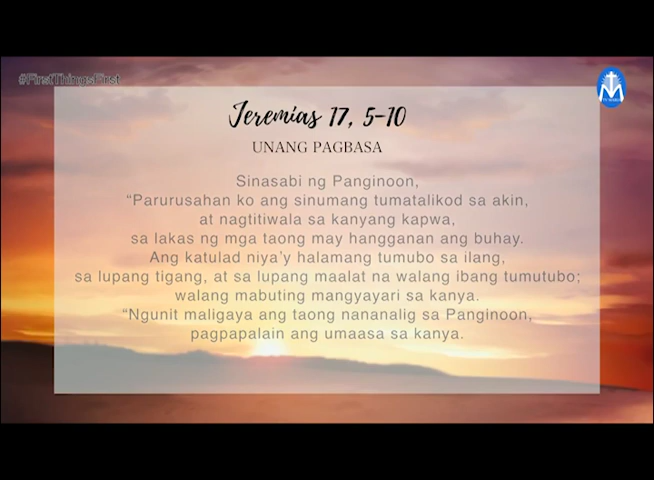 #FirstThingsFirst
Jeremias 17, 5-10
UNANG PAGBASA
Sinasabi ng Panginoon,
“Parurusahan ko ang sinumang tumatalikod sa akin,
at nagtitiwala sa kanyang kapwa,
sa lakas ng mga taong may hangganan ang buhay.
Ang katulad niya’y halamang tumubo sa ilang,
sa lupang tigang, at sa lupang maalat na walang ibang tumutubo;
walang mabuting mangyayari sa kanya.
“Ngunit maligaya ang taong nananalig sa Panginoon,
pagpapalain ang umaasa sa kanya.